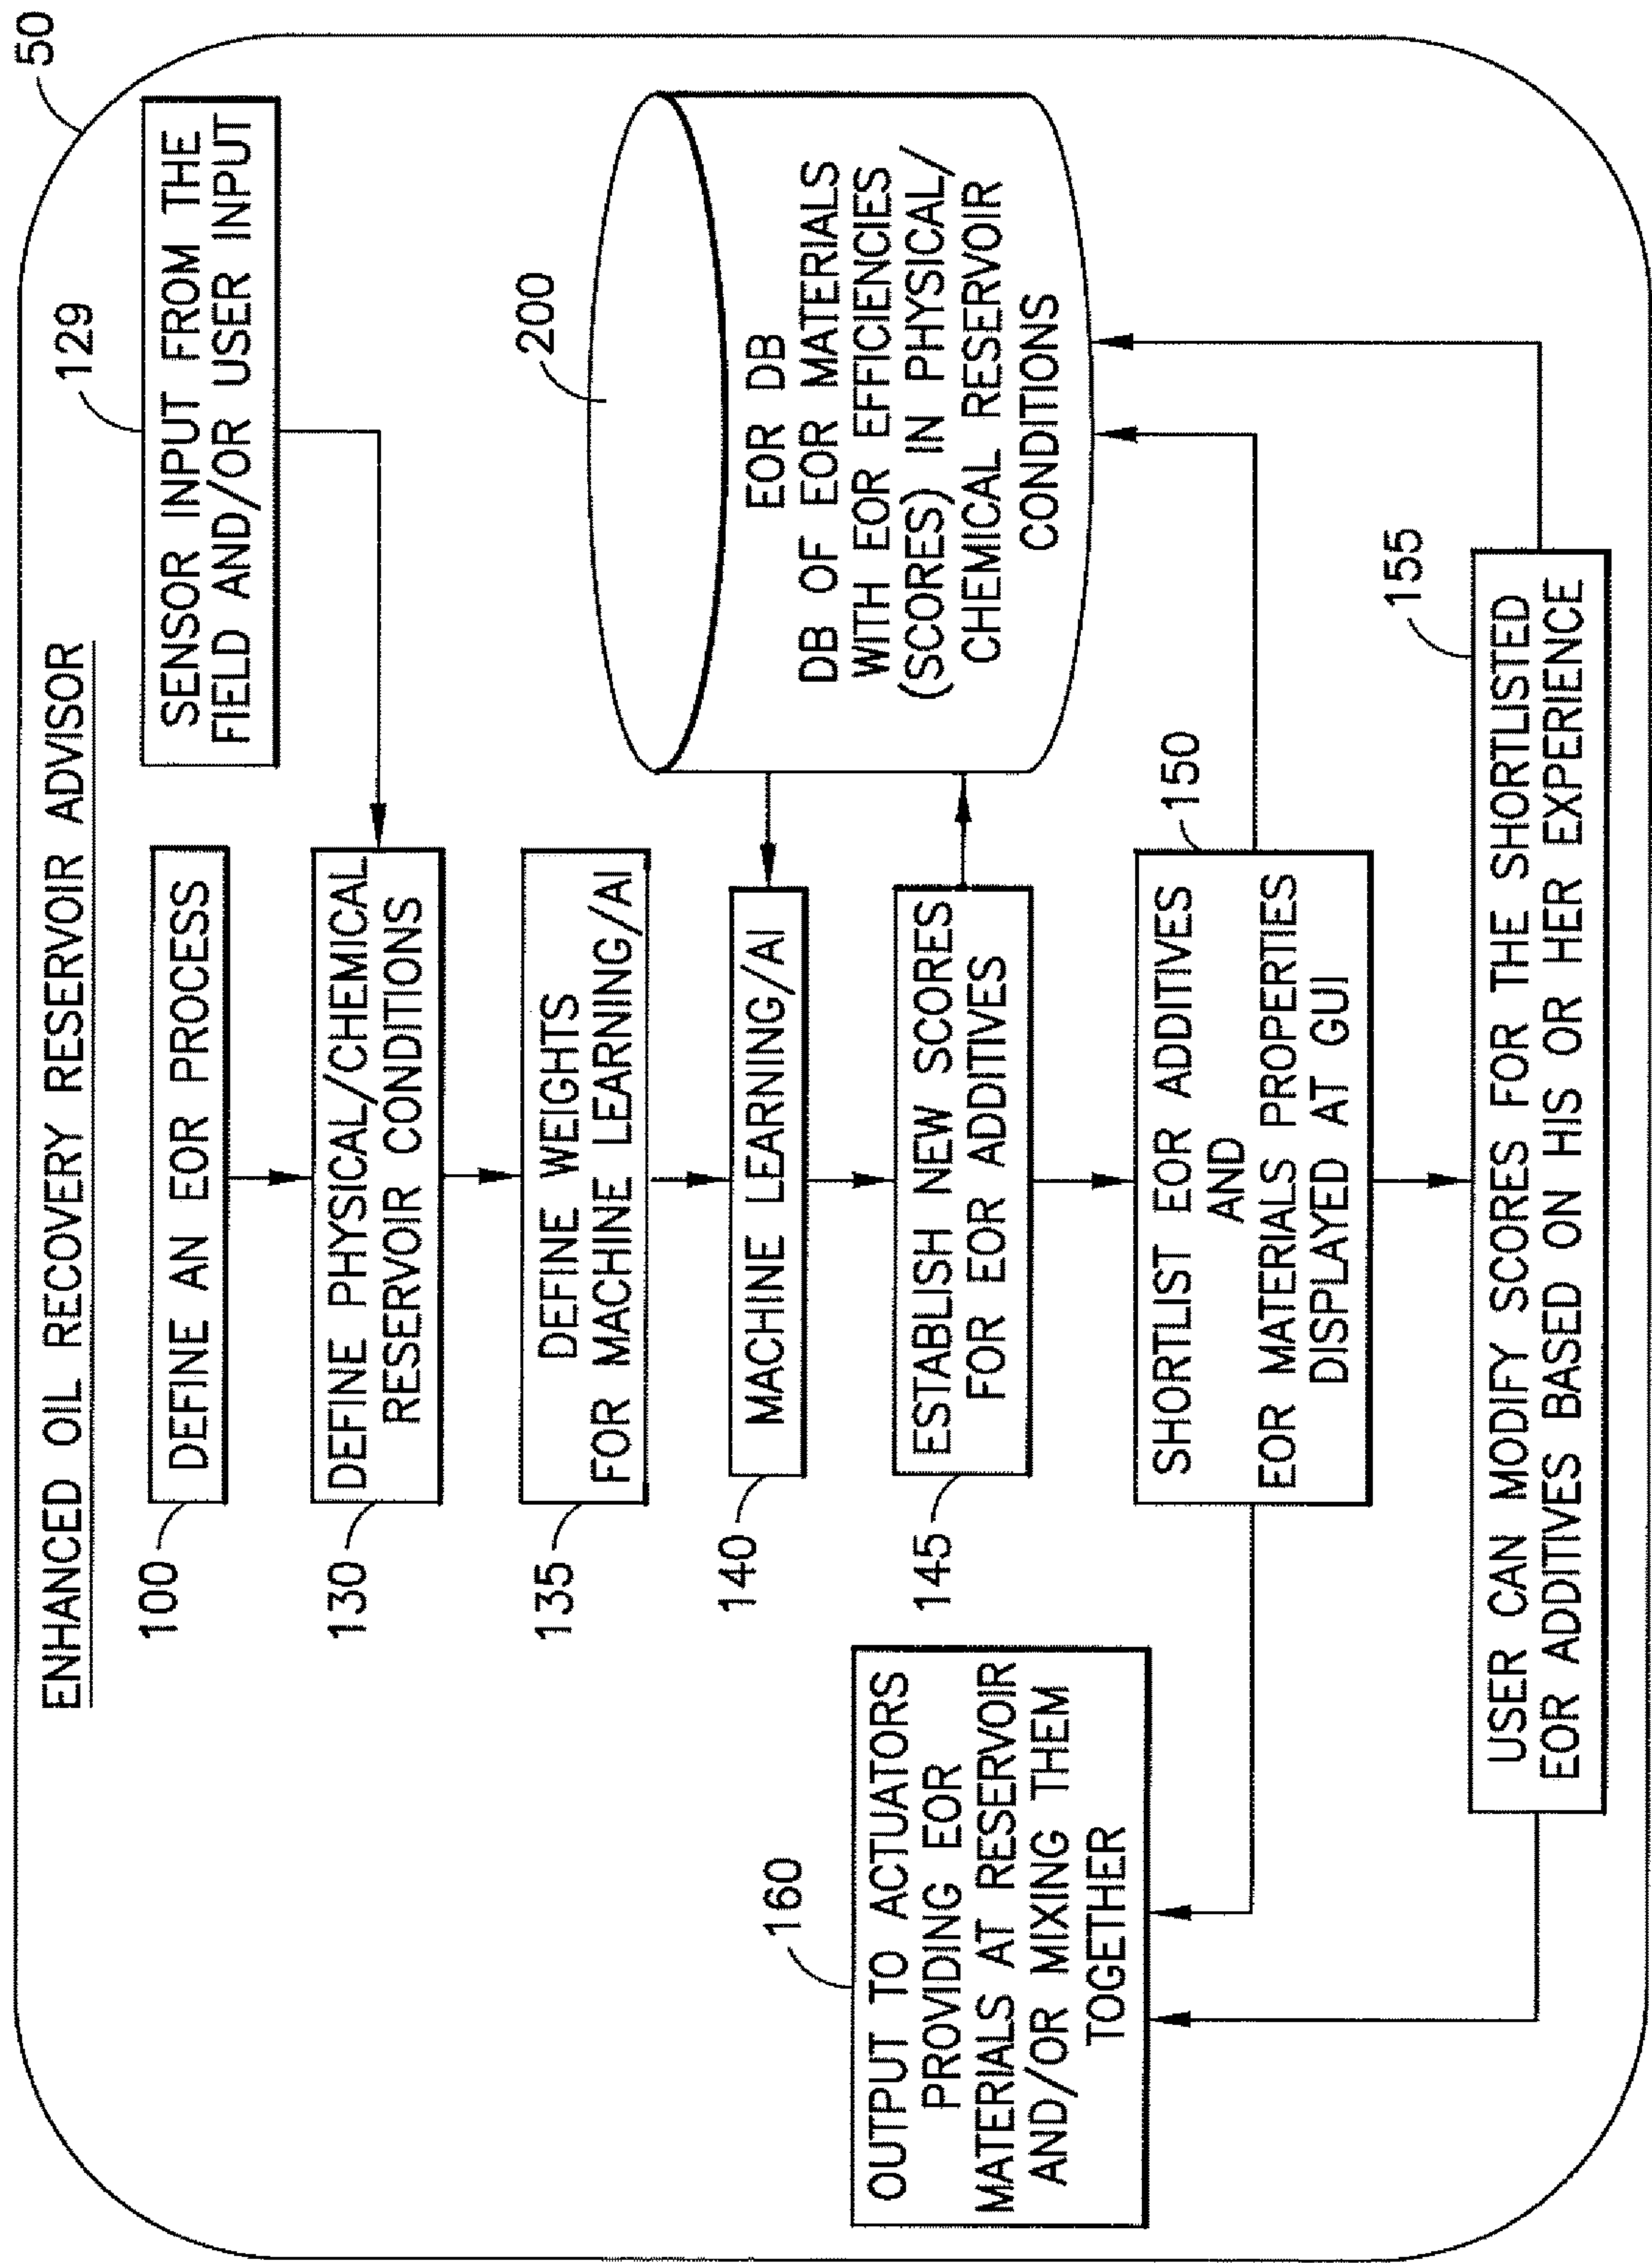 50
ENHANCED OIL RECOVERY RESERVOIR ADVISOR
129
SENSOR INPUT FROM THE
FIELD AND/OR USER INPUT
100
DEFINE AN EOR PROCESS
130
DEFINE PHYSICAL/CHEMICAL
RESERVOIR CONDITIONS
135
DEFINE WEIGHTS
FOR MACHINE LEARNING/AI
200
EOR DB
DB OF EOR MATERIALS
WITH EOR EFFICIENCIES
(SCORES) IN PHYSICAL/
CHEMICAL RESERVOIR
CONDITIONS
140
MACHINE LEARNING/AI
145
ESTABLISH NEW SCORES
FOR EOR ADDITIVES
150
SHORTLIST EOR ADDITIVES
AND
EOR MATERIALS PROPERTIES
DISPLAYED AT GUI
160
OUTPUT TO ACTUATORS
PROVIDING EOR
MATERIALS AT RESERVOIR
AND/OR MIXING THEM
TOGETHER
155
USER CAN MODIFY SCORES FOR THE SHORTLISTED
EOR ADDITIVES BASED ON HIS OR HER EXPERIENCE